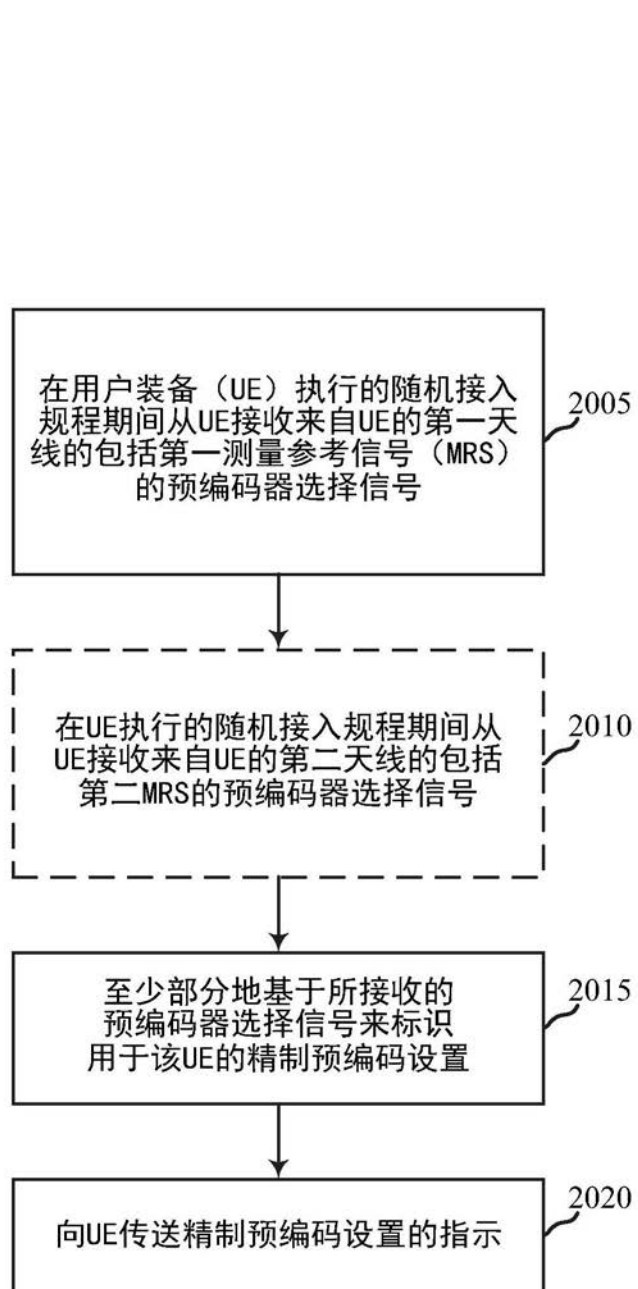 在用户装备（UE）执行的随机接入
规程期间从UE接收来自UE的第一天
线的包括第一测量参考信号（MRS）
的预编码器选择信号
2005
在UE执行的随机接入规程期间从
UE接收来自UE的第二天线的包括
第二MRS的预编码器选择信号
2010
至少部分地基于所接收的
预编码器选择信号来标识
用于该UE的精制预编码设置
2015
向UE传送精制预编码设置的指示
2020